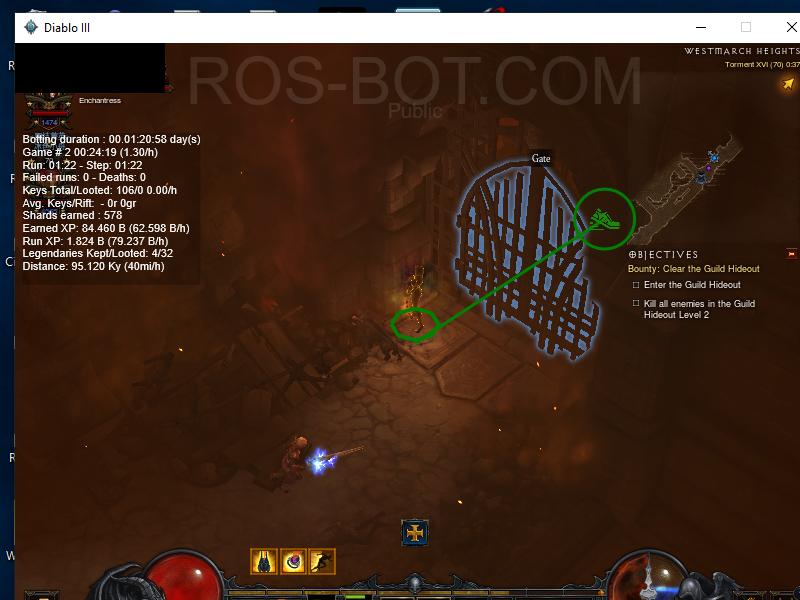 Diablo III
WESTMARCH HEIGHTS
Torment XVI (70) 0:37
ROS-BOT.COM
Public
Enchantress
1474
Botting duration : 00.01:20:58 day(s)
Game # 2 00:24:19 (1.30/h)
Run: 01:22 - Step: 01:22
Failed runs: 0 - Deaths: 0
Keys Total/Looted: 106/0 0.00/h
Avg. Keys/Rift: - 0r 0gr
Shards earned : 578
Earned XP: 84.460 B (62.598 B/h)
Run XP: 1.824 B (79.237 B/h)
Legendaries Kept/Looted: 4/32
Distance: 95.120 Ky (40mi/h)
Gate
OBJECTIVES
Bounty: Clear the Guild Hideout
Enter the Guild Hideout
Kill all enemies in the Guild
Hideout Level 2